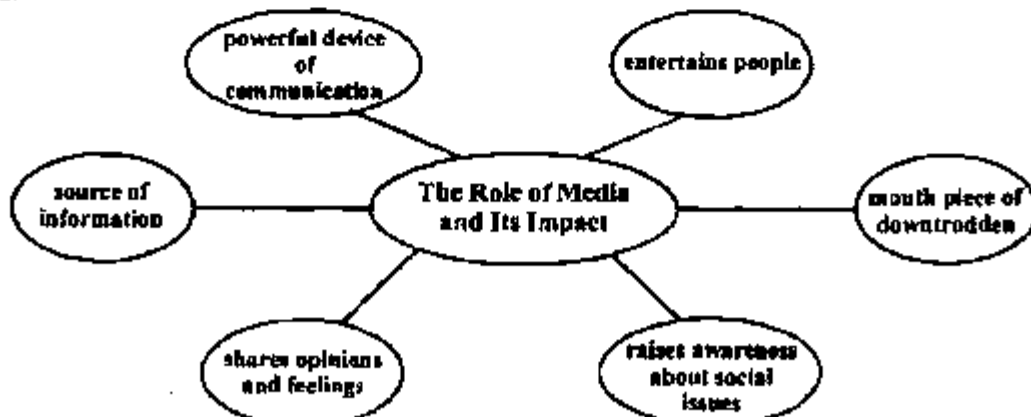 powerful device
of
communication
entertains people
source of
information
The Role of Media
and Its Impact
mouth piece of
downtrodden
shares opinions
and feelings
raises awareness
about social
issues